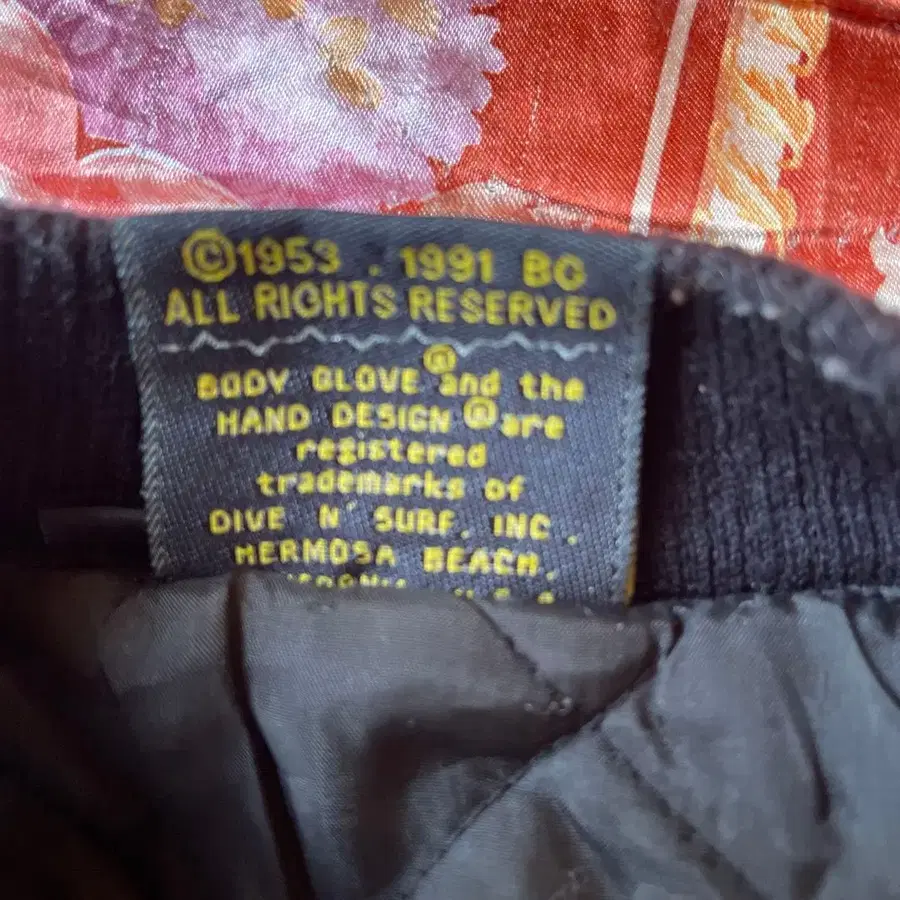 ©1953 . 1991 BG
ALL RIGHTS RESERVED
BODY GLOVE® and the
HAND DESIGN ® are
registered
trademarks of
DIVE N' SURF, INC.
HERMOSA BEACH,
U.S.A